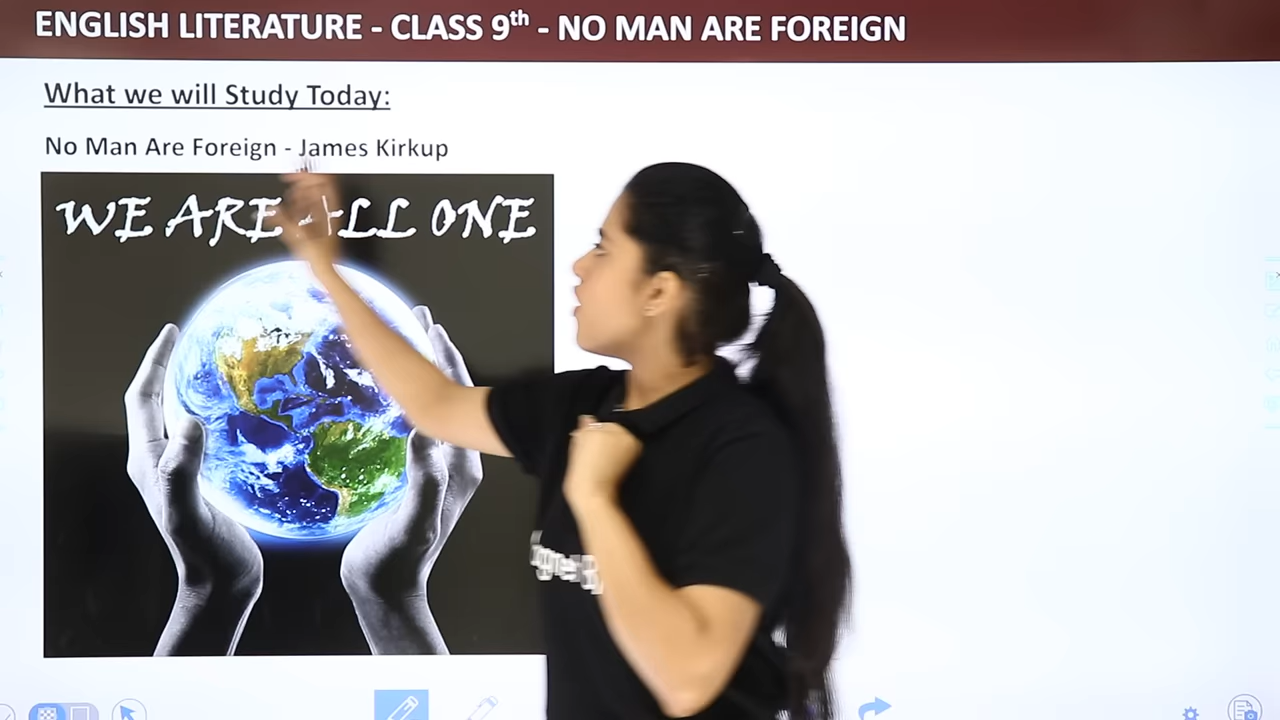 ENGLISH LITERATURE - CLASS 9th - NO MAN ARE FOREIGN
What we will Study Today:
No Man Are Foreign - James Kirkup
WE ARE ALL ONE